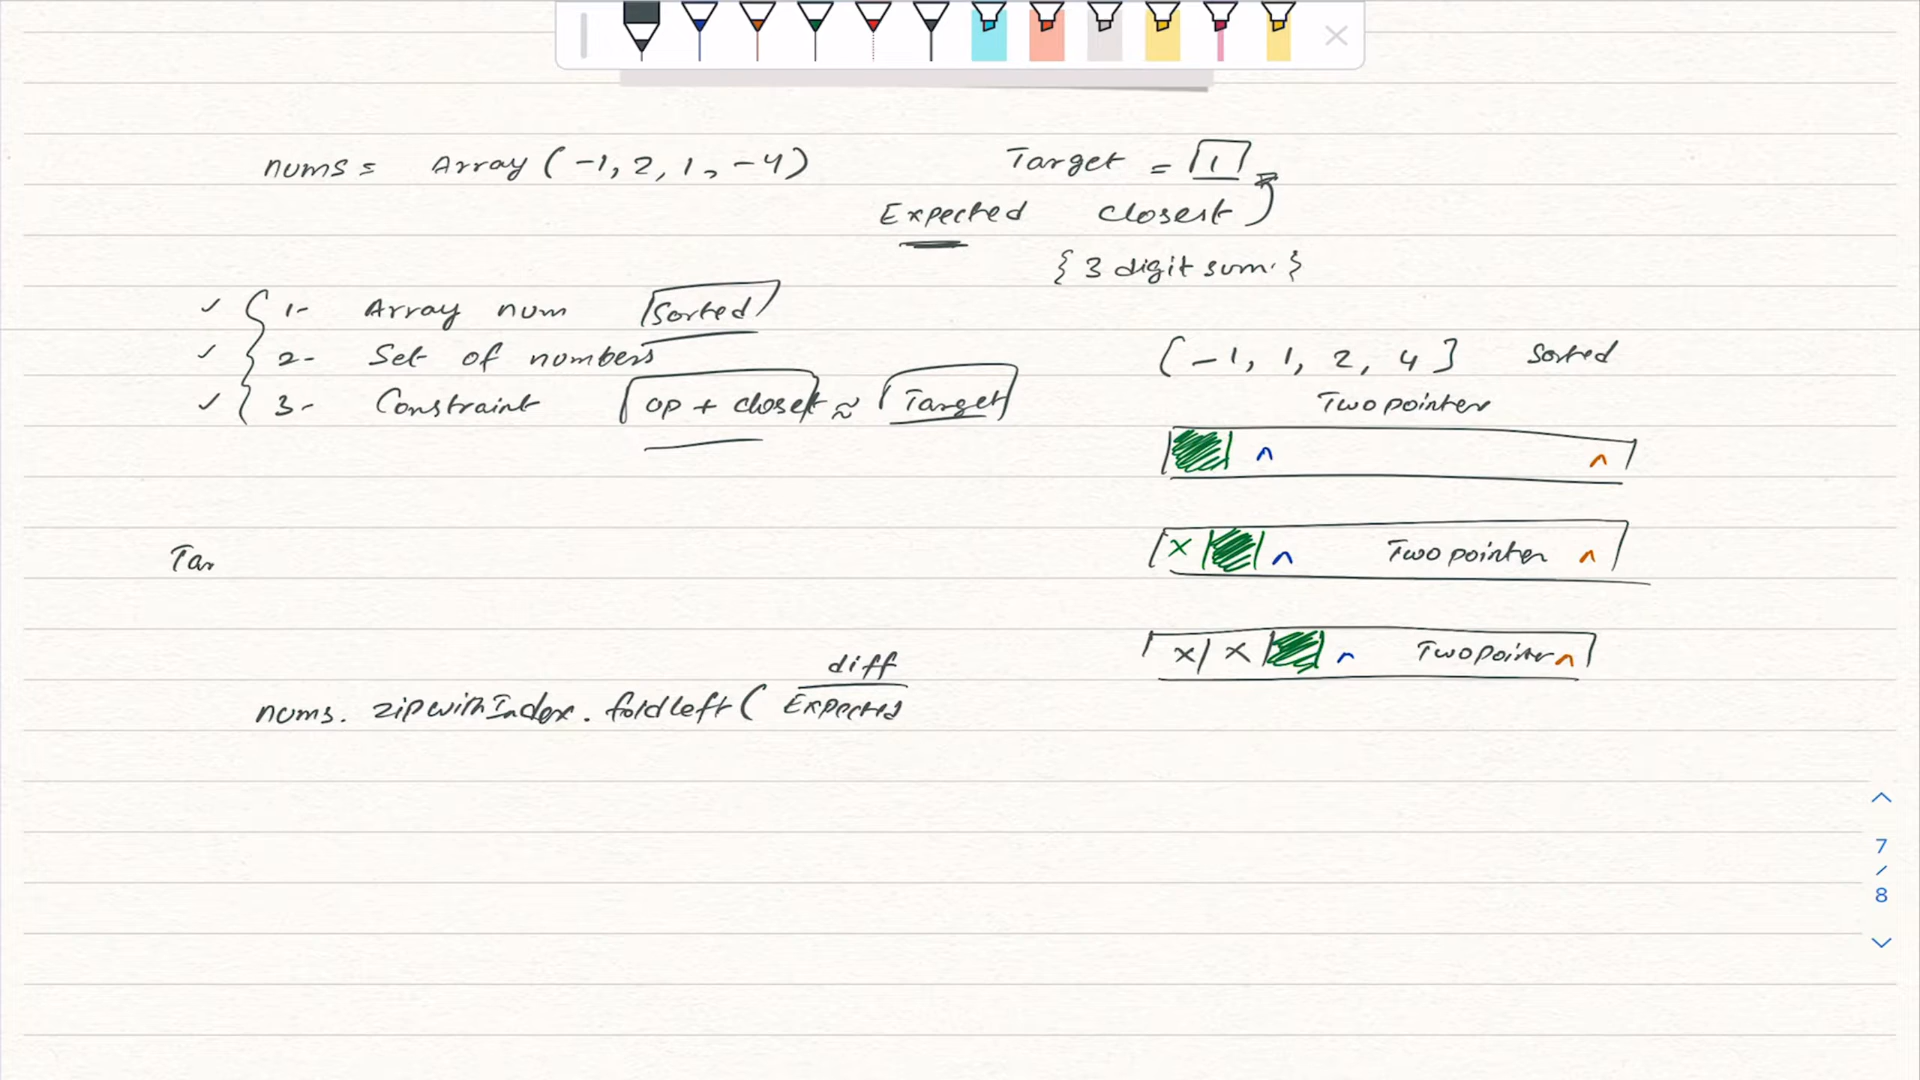 nums = Array ( -1, 2, 1, -4)
Target = 1
Expected closest
{ 3 digit sum. }
1- Array num Sorted
2- Set of numbers
3- Constraint op + closet ≈ Target
( -1, 1, 2, 4 ] Sorted
Two pointer
x Two pointer
Tar
x x Two pointer
diff
nums. zipwithIndex. foldleft ( Expected
7
/
8